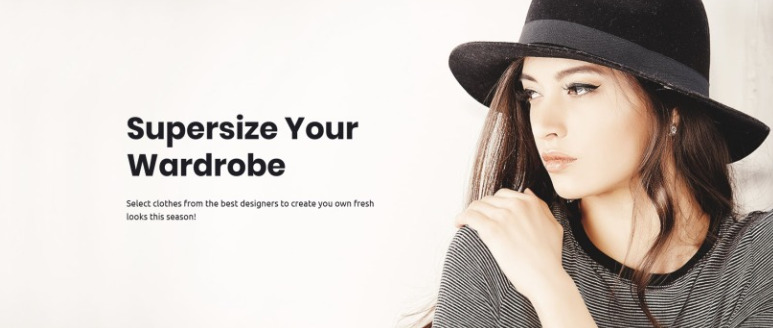 Supersize Your
Wardrobe
Select clothes from the best designers to create you own fresh
looks this season!